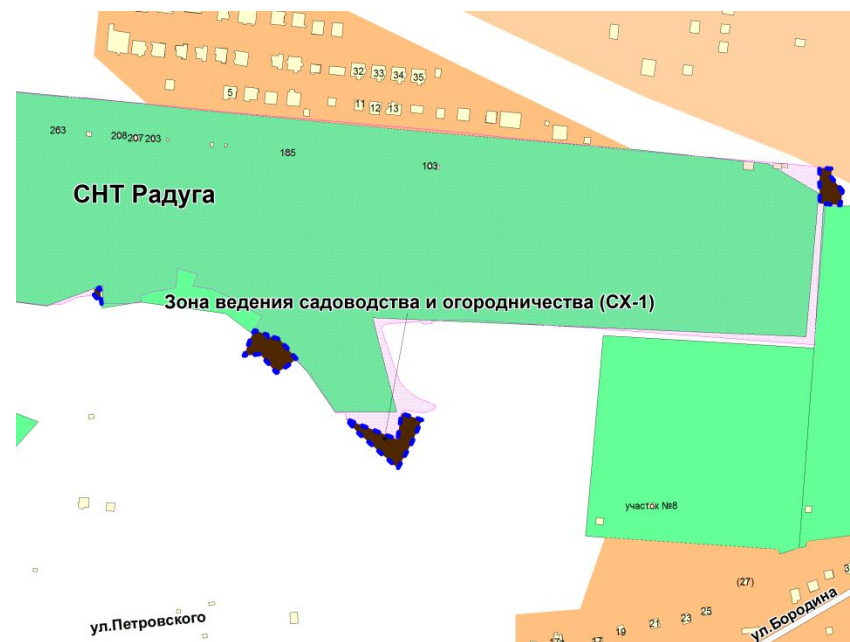 32 33 34 35
5
11 12 13
263
208 207 203
185
103
СНТ Радуга
Зона ведения садоводства и огородничества (СХ-1)
участок №8
(27)
25
23
21
19
17
ул.Бородина
ул.Петровского